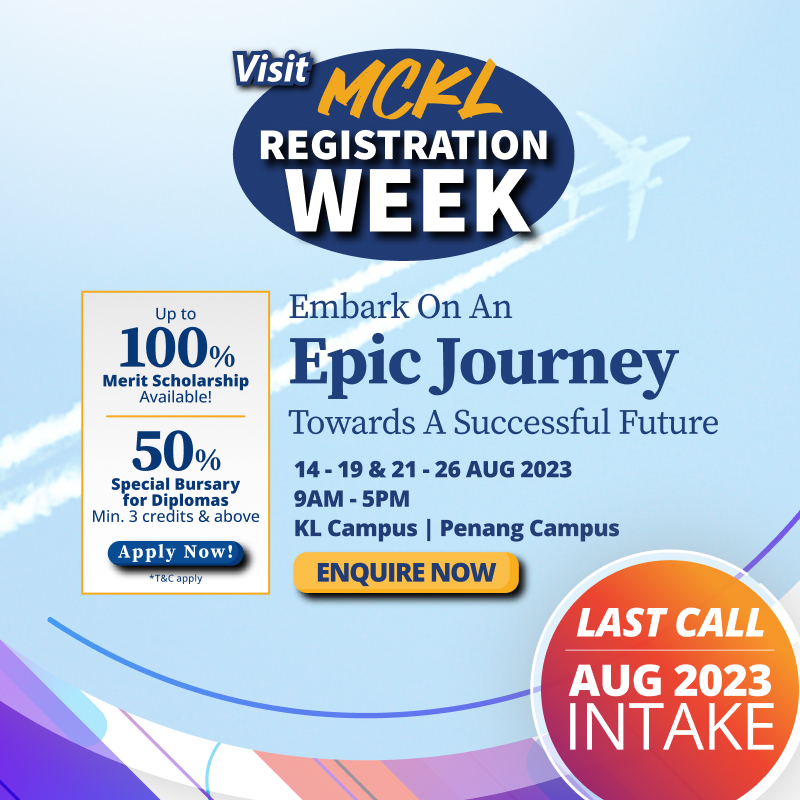 Visit
MCKL
REGISTRATION
WEEK
Up to
100%
Merit Scholarship
Available!
50%
Special Bursary
for Diplomas
Min. 3 credits & above
Apply Now!
*T&C apply
Embark On An
Epic Journey
Towards A Successful Future
14 - 19 & 21 - 26 AUG 2023
9AM - 5PM
KL Campus | Penang Campus
ENQUIRE NOW
LAST CALL
AUG 2023
INTAKE